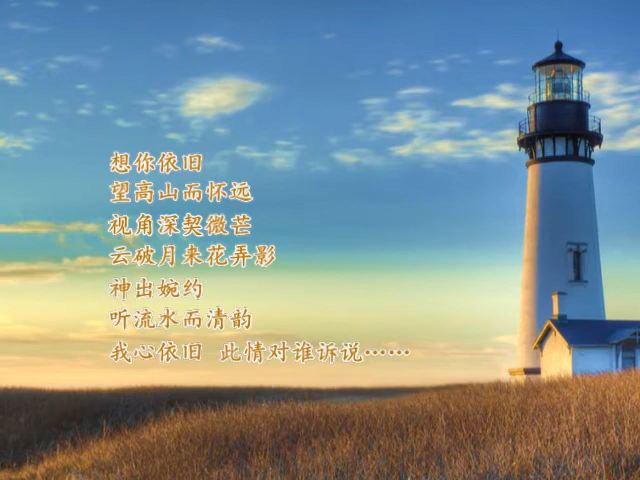 想你依旧
望高山而怀远
视角深契微芒
云破月来花弄影
神出婉约
听流水而清韵
我心依旧 此情对谁诉说……